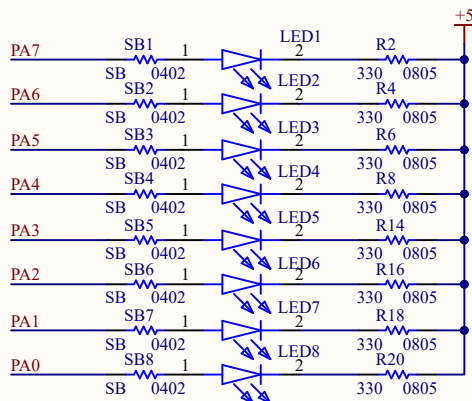 +5
PA7 SB1 1 LED1 2 R2
SB 0402 330 0805
PA6 SB2 1 LED2 2 R4
SB 0402 330 0805
PA5 SB3 1 LED3 2 R6
SB 0402 330 0805
PA4 SB4 1 LED4 2 R8
SB 0402 330 0805
PA3 SB5 1 LED5 2 R14
SB 0402 330 0805
PA2 SB6 1 LED6 2 R16
SB 0402 330 0805
PA1 SB7 1 LED7 2 R18
SB 0402 330 0805
PA0 SB8 1 LED8 2 R20
SB 0402 330 0805